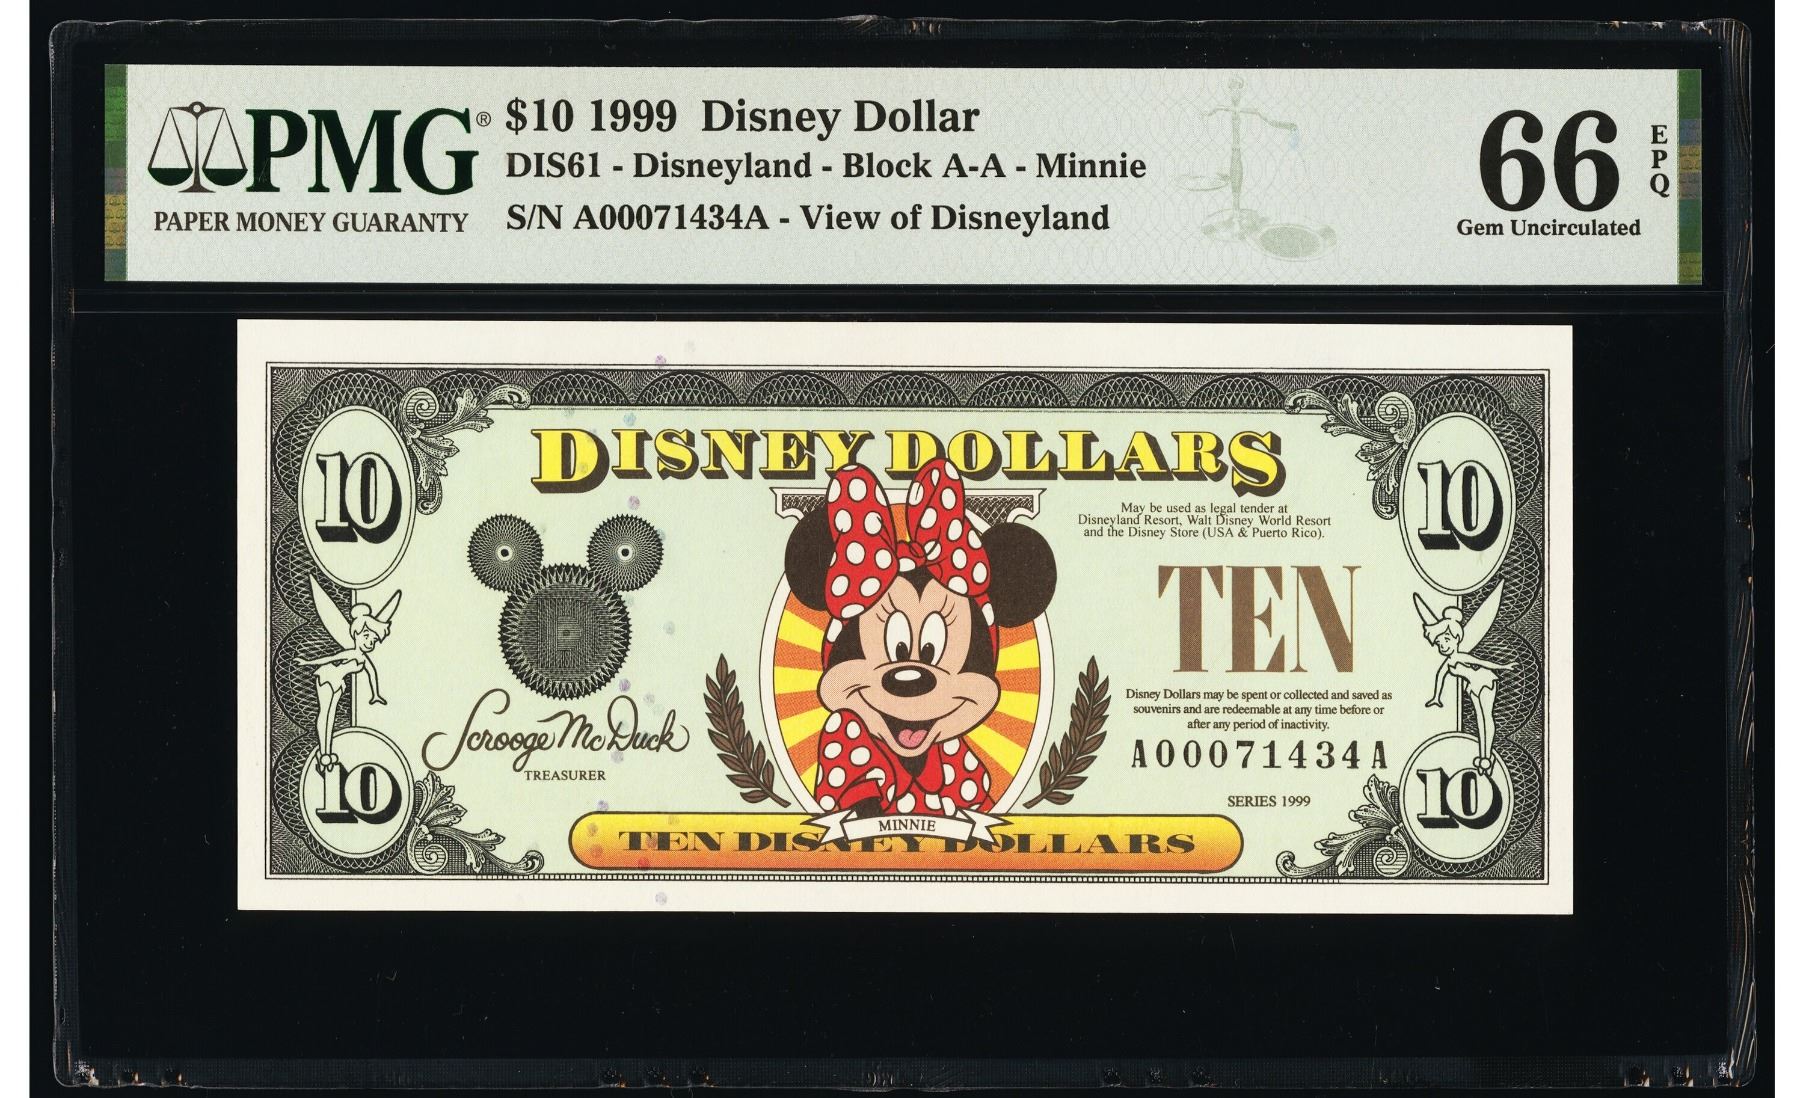 PMG®
PAPER MONEY GUARANTY
$10 1999 Disney Dollar
DIS61 - Disneyland - Block A-A - Minnie
S/N A00071434A - View of Disneyland
66
EPQ
Gem Uncirculated
10
10
DISNEY DOLLARS
May be used as legal tender at
Disneyland Resort, Walt Disney World Resort
and the Disney Store (USA & Puerto Rico).
TEN
Disney Dollars may be spent or collected and saved as
souvenirs and are redeemable at any time before or
after any period of inactivity.
A00071434A
SERIES 1999
Scrooge McDuck
TREASURER
10
10
MINNIE
TEN DISNEY DOLLARS